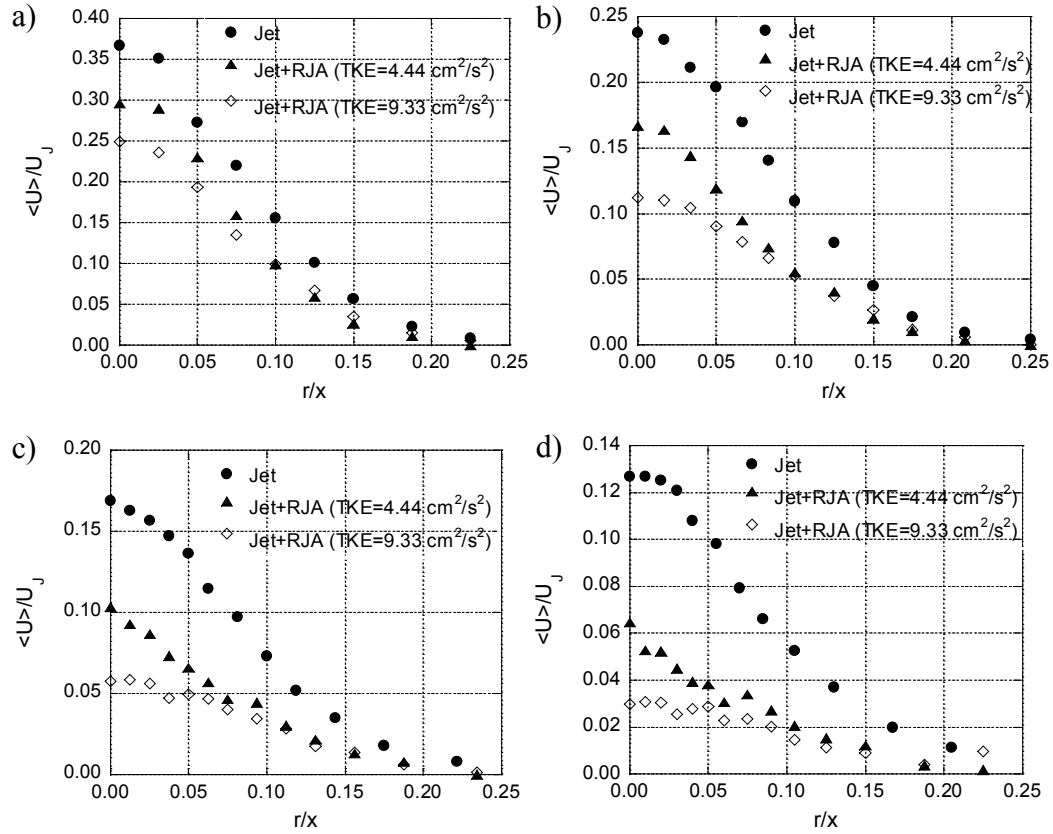 a)
<U>/U_J
0.40
0.35
0.30
0.25
0.20
0.15
0.10
0.05
0.00
Jet
Jet+RJA (TKE=4.44 cm²/s²)
Jet+RJA (TKE=9.33 cm²/s²)
0.00 0.05 0.10 0.15 0.20 0.25
r/x
b)
<U>/U_J
0.25
0.20
0.15
0.10
0.05
0.00
Jet
Jet+RJA (TKE=4.44 cm²/s²)
Jet+RJA (TKE=9.33 cm²/s²)
0.00 0.05 0.10 0.15 0.20 0.25
r/x
c)
<U>/U_J
0.20
0.15
0.10
0.05
0.00
Jet
Jet+RJA (TKE=4.44 cm²/s²)
Jet+RJA (TKE=9.33 cm²/s²)
0.00 0.05 0.10 0.15 0.20 0.25
r/x
d)
<U>/U_J
0.14
0.12
0.10
0.08
0.06
0.04
0.02
0.00
Jet
Jet+RJA (TKE=4.44 cm²/s²)
Jet+RJA (TKE=9.33 cm²/s²)
0.00 0.05 0.10 0.15 0.20 0.25
r/x